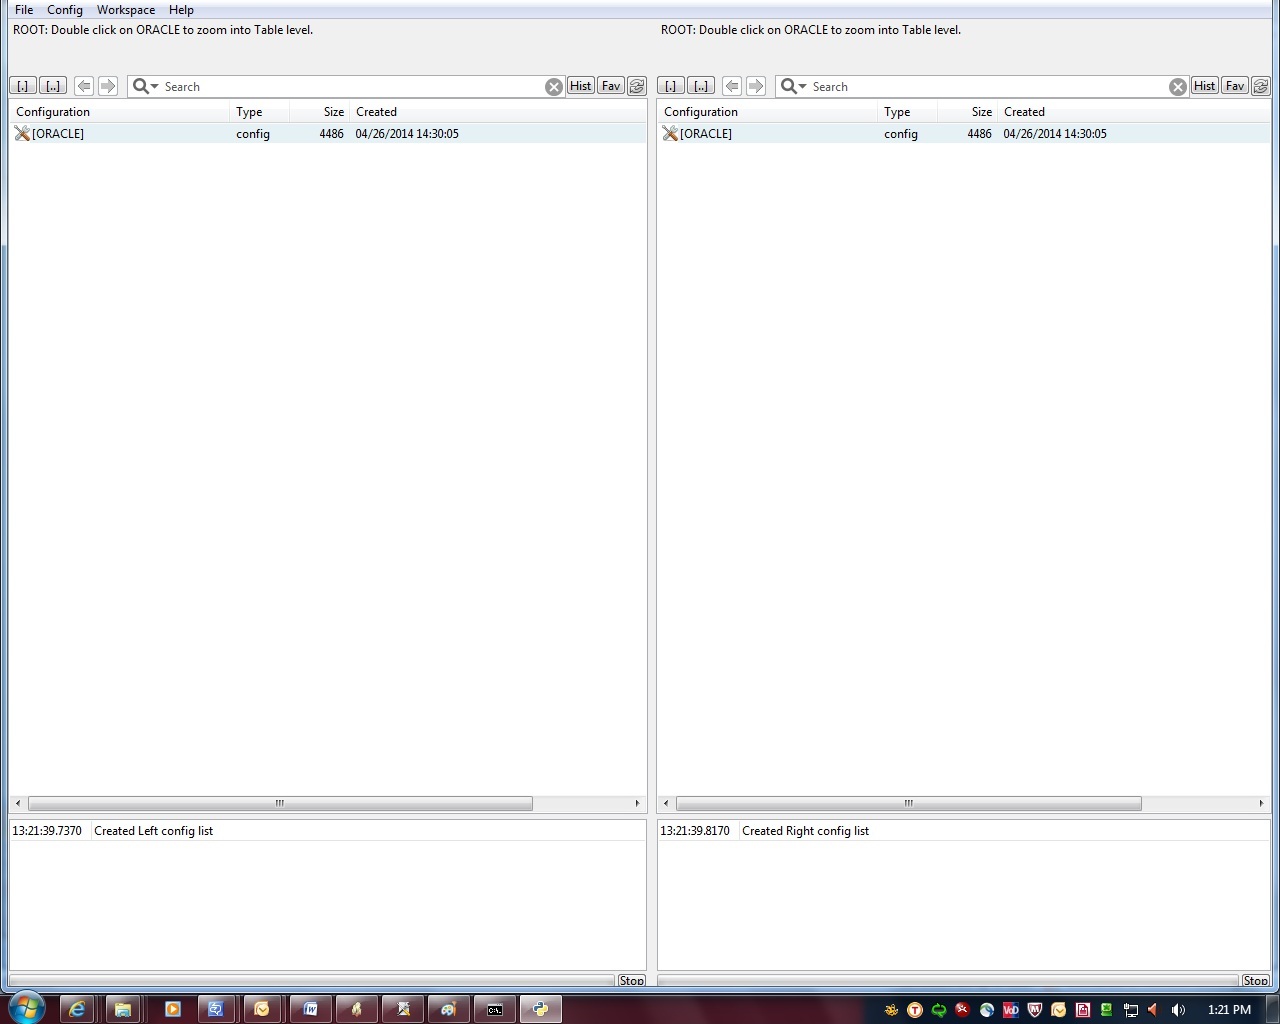 File Config Workspace Help
ROOT: Double click on ORACLE to zoom into Table level.
ROOT: Double click on ORACLE to zoom into Table level.
[.] [..] Search Hist Fav
[.] [..] Search Hist Fav
Configuration Type Size Created
Configuration Type Size Created
[ORACLE] config 4486 04/26/2014 14:30:05
[ORACLE] config 4486 04/26/2014 14:30:05
13:21:39.7370 Created Left config list
13:21:39.8170 Created Right config list
Stop
Stop
1:21 PM